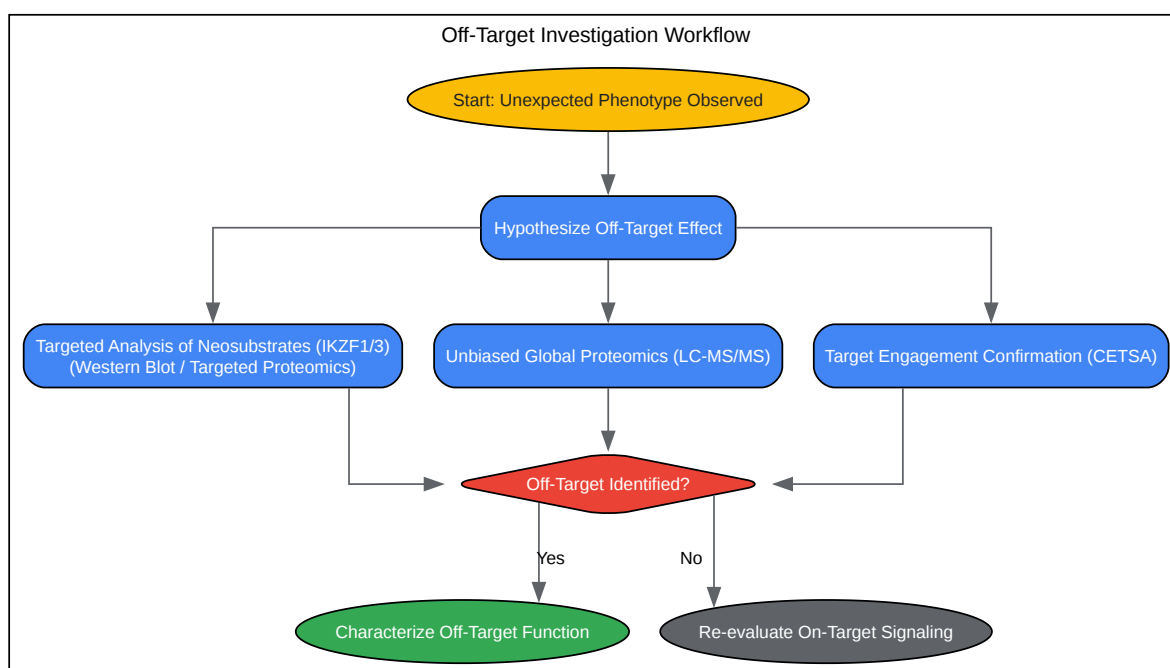 Off-Target Investigation Workflow
Start: Unexpected Phenotype Observed
Hypothesize Off-Target Effect
Targeted Analysis of Neosubstrates (IKZF1/3)
(Western Blot / Targeted Proteomics)
Unbiased Global Proteomics (LC-MS/MS)
Target Engagement Confirmation (CETSA)
Off-Target Identified?
Yes
No
Characterize Off-Target Function
Re-evaluate On-Target Signaling